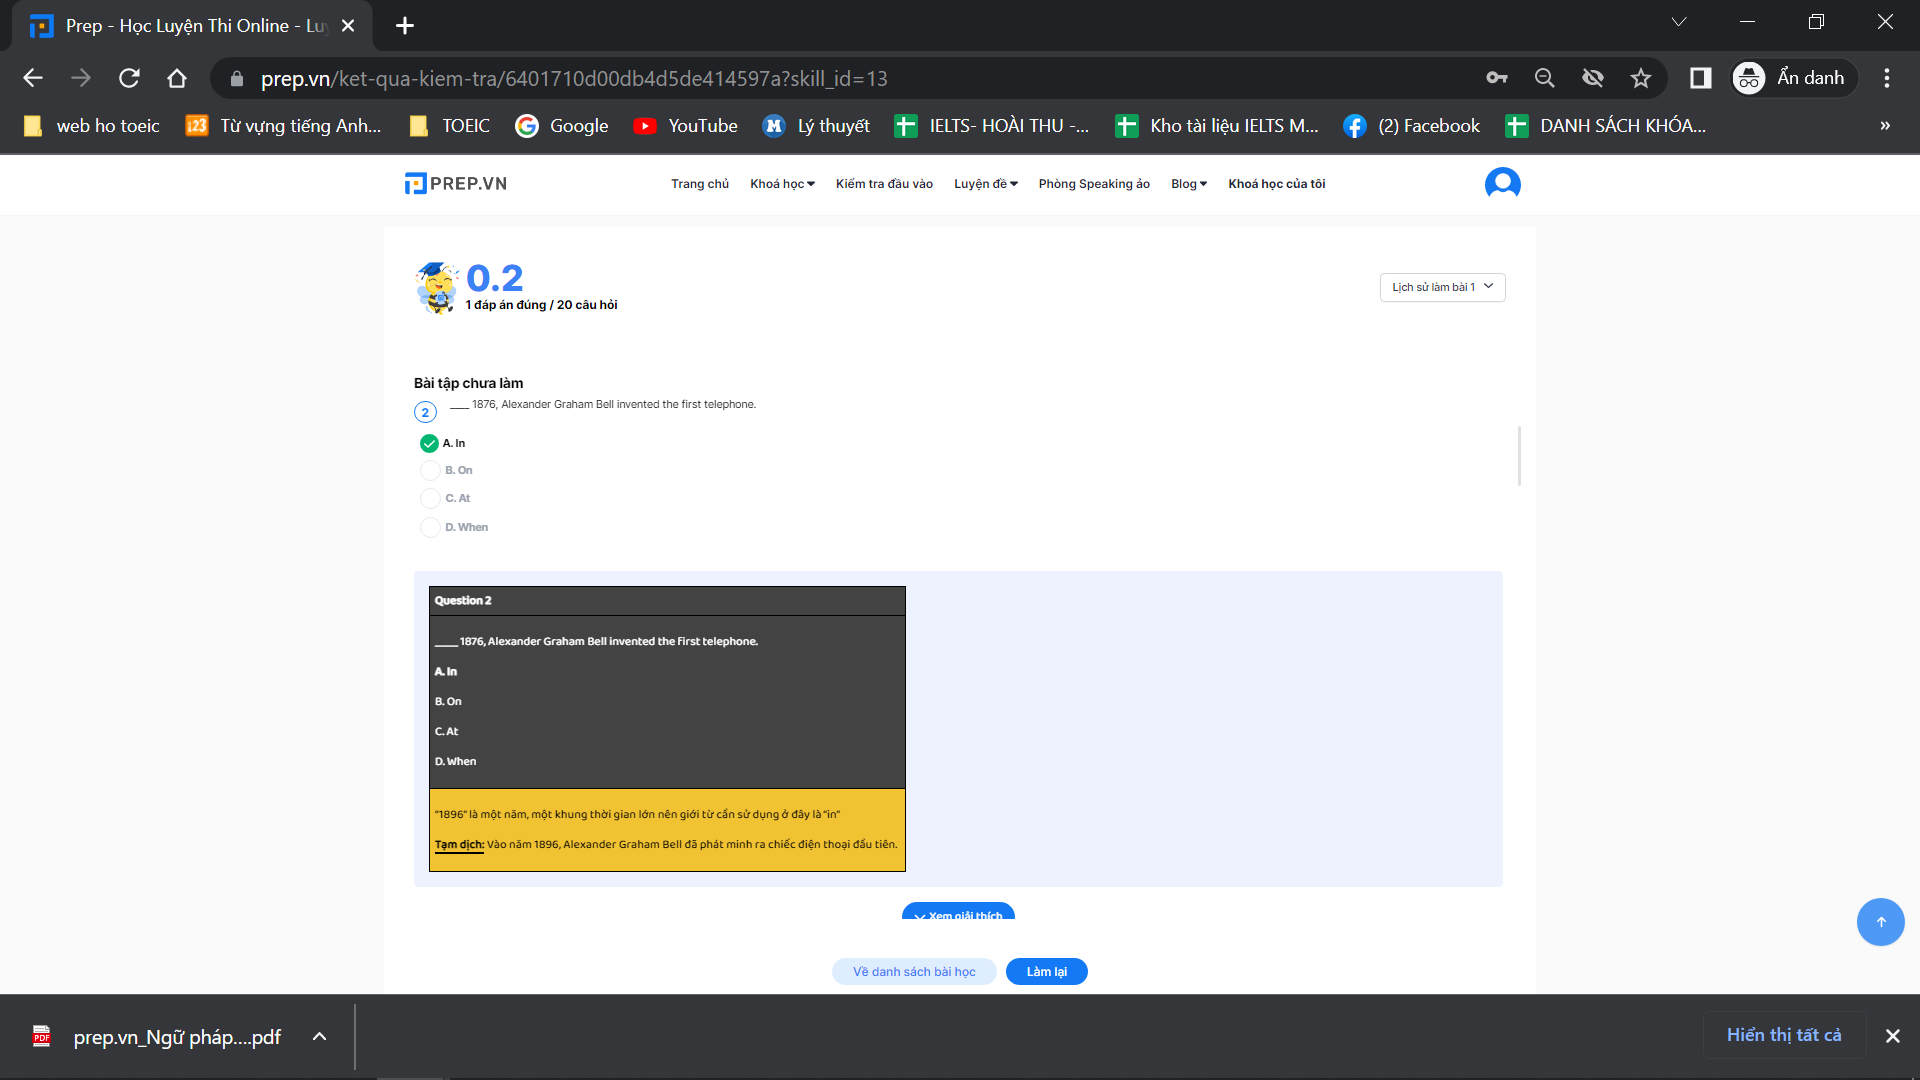 Prep - Học Luyện Thi Online - Lu
prep.vn/ket-qua-kiem-tra/6401710d00db4d5de414597a?skill_id=13
Ẩn danh
web ho toeic
Từ vựng tiếng Anh...
TOEIC
Google
YouTube
Lý thuyết
IELTS- HOÀI THU -...
Kho tài liệu IELTS M...
(2) Facebook
DANH SÁCH KHÓA...
»
PREP.VN
Trang chủ
Khoá học
Kiểm tra đầu vào
Luyện đề
Phòng Speaking ảo
Blog
Khoá học của tôi
0.2
1 đáp án đúng / 20 câu hỏi
Lịch sử làm bài 1
Bài tập chưa làm
2
____ 1876, Alexander Graham Bell invented the first telephone.
A. In
B. On
C. At
D. When
Question 2
____ 1876, Alexander Graham Bell invented the first telephone.
A. In
B. On
C. At
D. When
“1896” là một năm, một khung thời gian lớn nên giới từ cần sử dụng ở đây là “in”
Tạm dịch: Vào năm 1896, Alexander Graham Bell đã phát minh ra chiếc điện thoại đầu tiên.
Xem giải thích
Về danh sách bài học
Làm lại
PDF
prep.vn_Ngữ pháp....pdf
Hiển thị tất cả